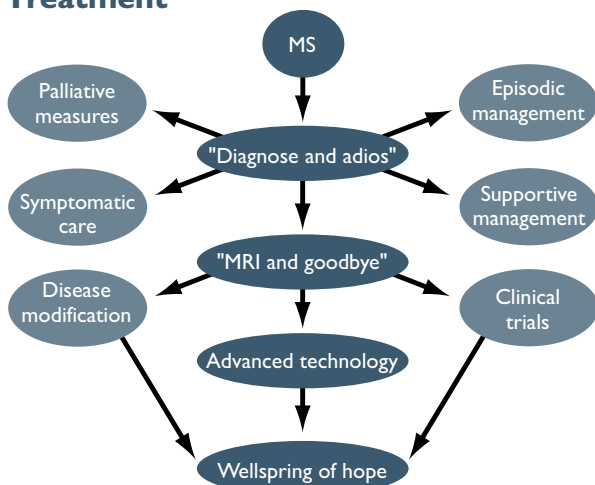 Treatment
MS
Palliative
measures
Episodic
management
"Diagnose and adios"
Symptomatic
care
Supportive
management
"MRI and goodbye"
Disease
modification
Clinical
trials
Advanced technology
Wellspring of hope